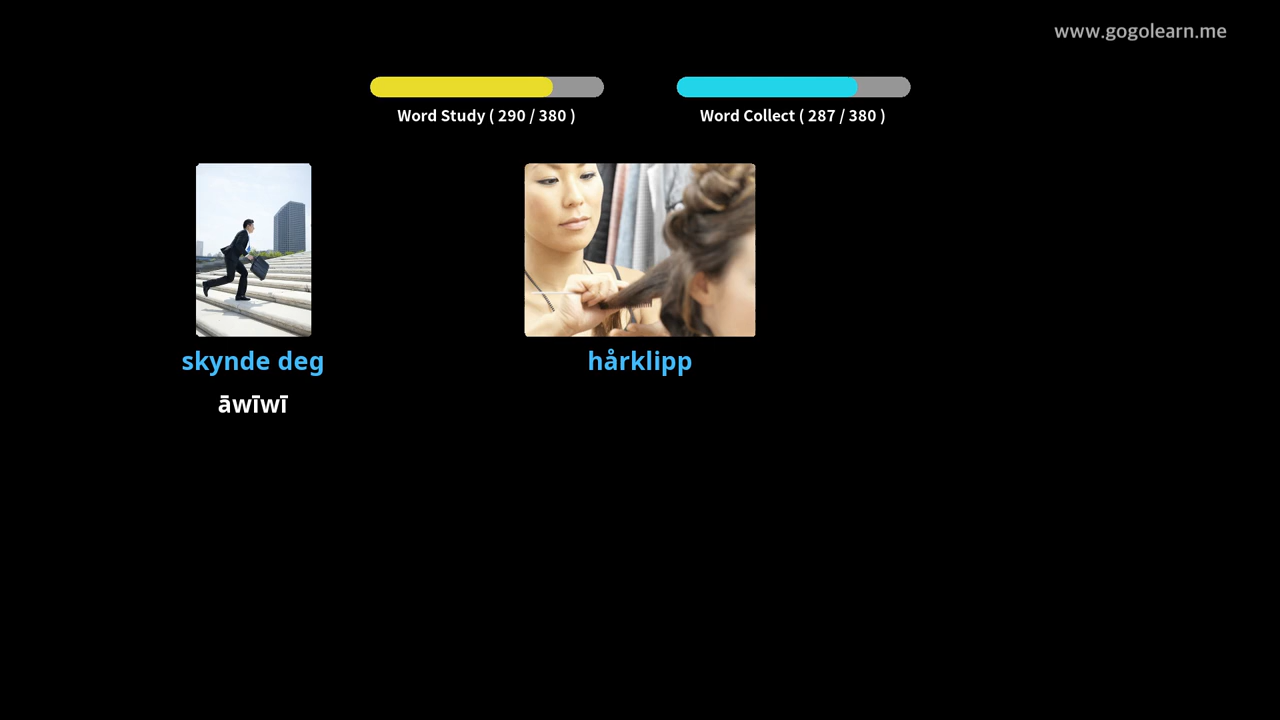 www.gogolearn.me
Word Study ( 290 / 380 )
Word Collect ( 287 / 380 )
skynde deg
hårklipp
āwīwī